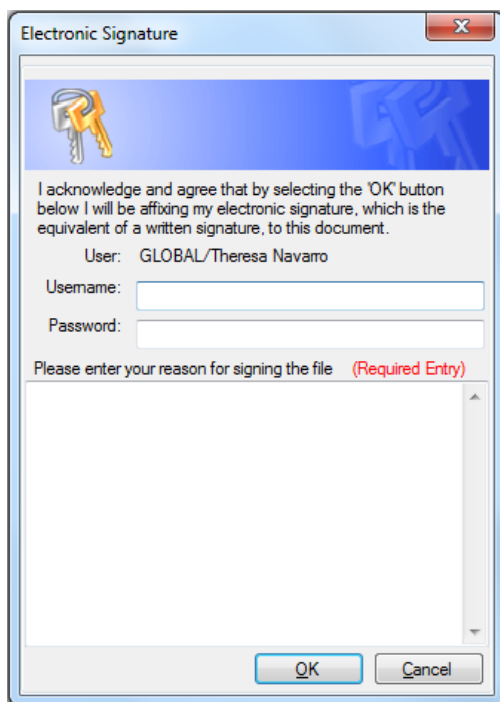 Electronic Signature
I acknowledge and agree that by selecting the 'OK' button
below I will be affixing my electronic signature, which is the
equivalent of a written signature, to this document.
User: GLOBAL/Theresa Navarro
Username:
Password:
Please enter your reason for signing the file (Required Entry)
OK Cancel